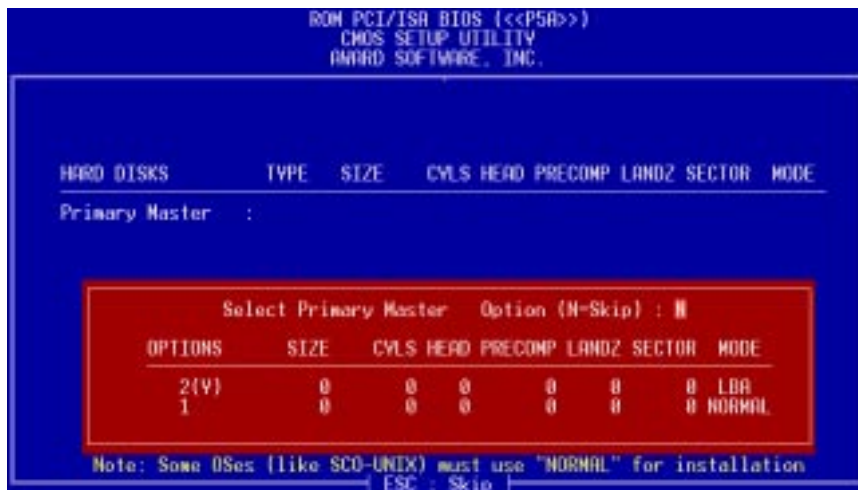 ROM PCI/ISA BIOS (<<P5A>>)
CMOS SETUP UTILITY
AWARD SOFTWARE, INC.
HARD DISKS TYPE SIZE CYLS HEAD PRECOMP LANDZ SECTOR MODE
Primary Master :
Select Primary Master Option (N-Skip) : N
OPTIONS SIZE CYLS HEAD PRECOMP LANDZ SECTOR MODE
2(Y) 0 0 0 0 0 0 LBA
1 0 0 0 0 0 0 NORMAL
Note: Some OSes (like SCO-UNIX) must use "NORMAL" for installation
ESC : Skip